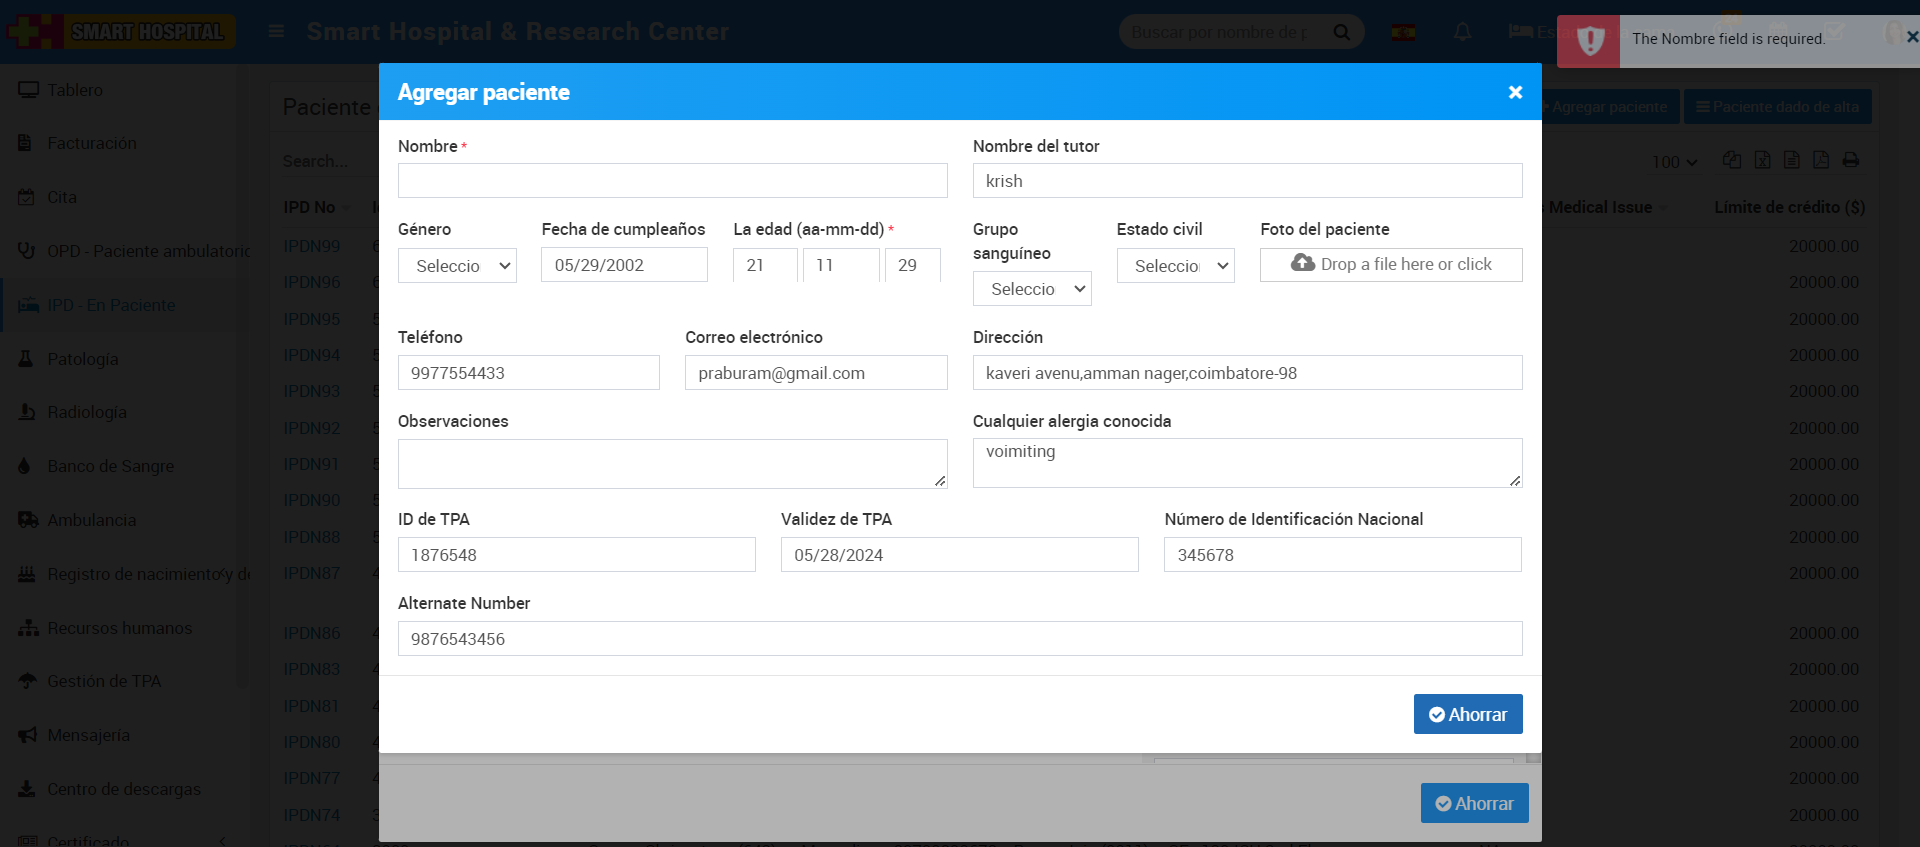 SMART HOSPITAL
Smart Hospital & Research Center
Buscar por nombre de p
The Nombre field is required.
Tablero
Facturación
Cita
OPD - Paciente ambulatorio
IPD - En Paciente
Patología
Radiología
Banco de Sangre
Ambulancia
Registro de nacimiento y de
Recursos humanos
Gestión de TPA
Mensajería
Centro de descargas
Certificado
Paciente
Agregar paciente
Paciente dado de alta
Search...
100
IPD No
Medical Issue
Límite de crédito ($)
IPDN99
20000.00
IPDN96
20000.00
IPDN95
20000.00
IPDN94
20000.00
IPDN93
20000.00
IPDN92
20000.00
IPDN91
20000.00
IPDN90
20000.00
IPDN88
20000.00
IPDN87
20000.00
IPDN86
20000.00
IPDN83
20000.00
IPDN81
20000.00
IPDN80
20000.00
IPDN77
20000.00
IPDN74
20000.00
Agregar paciente
Nombre *
Nombre del tutor
krish
Género
Fecha de cumpleaños
La edad (aa-mm-dd) *
Grupo sanguíneo
Estado civil
Foto del paciente
Seleccio
05/29/2002
21
11
29
Seleccio
Seleccio
Drop a file here or click
Teléfono
Correo electrónico
Dirección
9977554433
praburam@gmail.com
kaveri avenu,amman nager,coimbatore-98
Observaciones
Cualquier alergia conocida
voimiting
ID de TPA
Validez de TPA
Número de Identificación Nacional
1876548
05/28/2024
345678
Alternate Number
9876543456
Ahorrar
Ahorrar